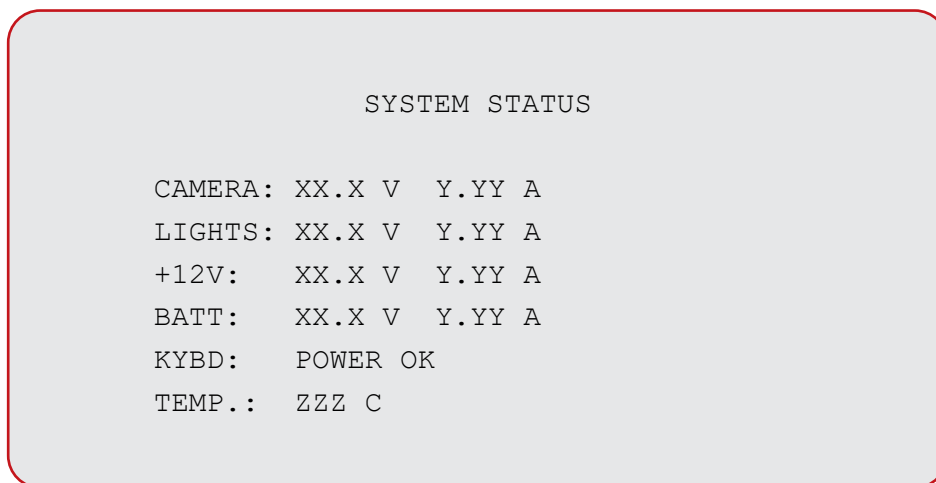 SYSTEM STATUS
CAMERA: XX.X V Y.YY A
LIGHTS: XX.X V Y.YY A
+12V: XX.X V Y.YY A
BATT: XX.X V Y.YY A
KYBD: POWER OK
TEMP.: ZZZ C